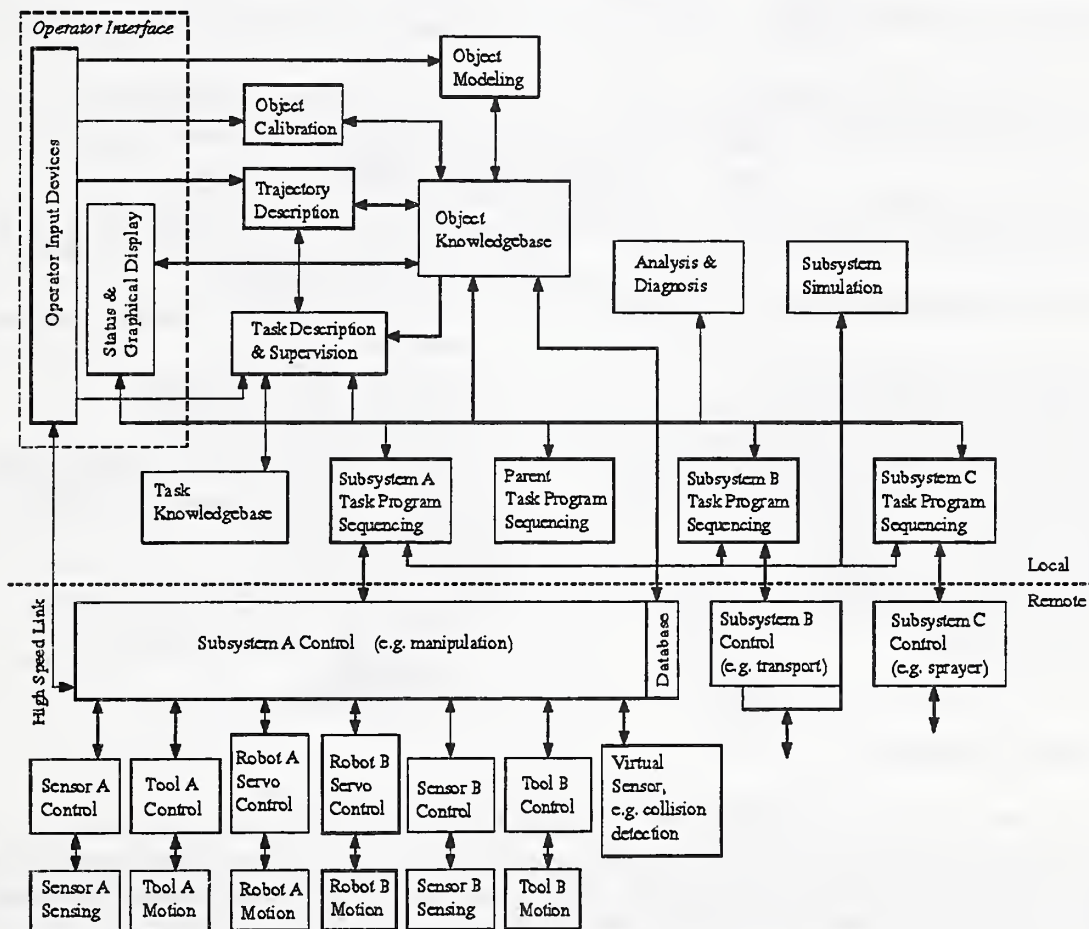 Operator Interface
Operator Input Devices
Status &
Graphical Display
Object
Modeling
Object
Calibration
Trajectory
Description
Object
Knowledgebase
Analysis &
Diagnosis
Subsystem
Simulation
Task Description
& Supervision
Task
Knowledgebase
Subsystem A
Task Program
Sequencing
Parent
Task Program
Sequencing
Subsystem B
Task Program
Sequencing
Subsystem C
Task Program
Sequencing
Local
Remote
High Speed Link
Subsystem A Control (e.g. manipulation)
Database
Subsystem B
Control
(e.g. transport)
Subsystem C
Control
(e.g. sprayer)
Sensor A
Control
Tool A
Control
Robot A
Servo
Control
Robot B
Servo
Control
Sensor B
Control
Tool B
Control
Virtual
Sensor,
e.g. collision
detection
Sensor A
Sensing
Tool A
Motion
Robot A
Motion
Robot B
Motion
Sensor B
Sensing
Tool B
Motion